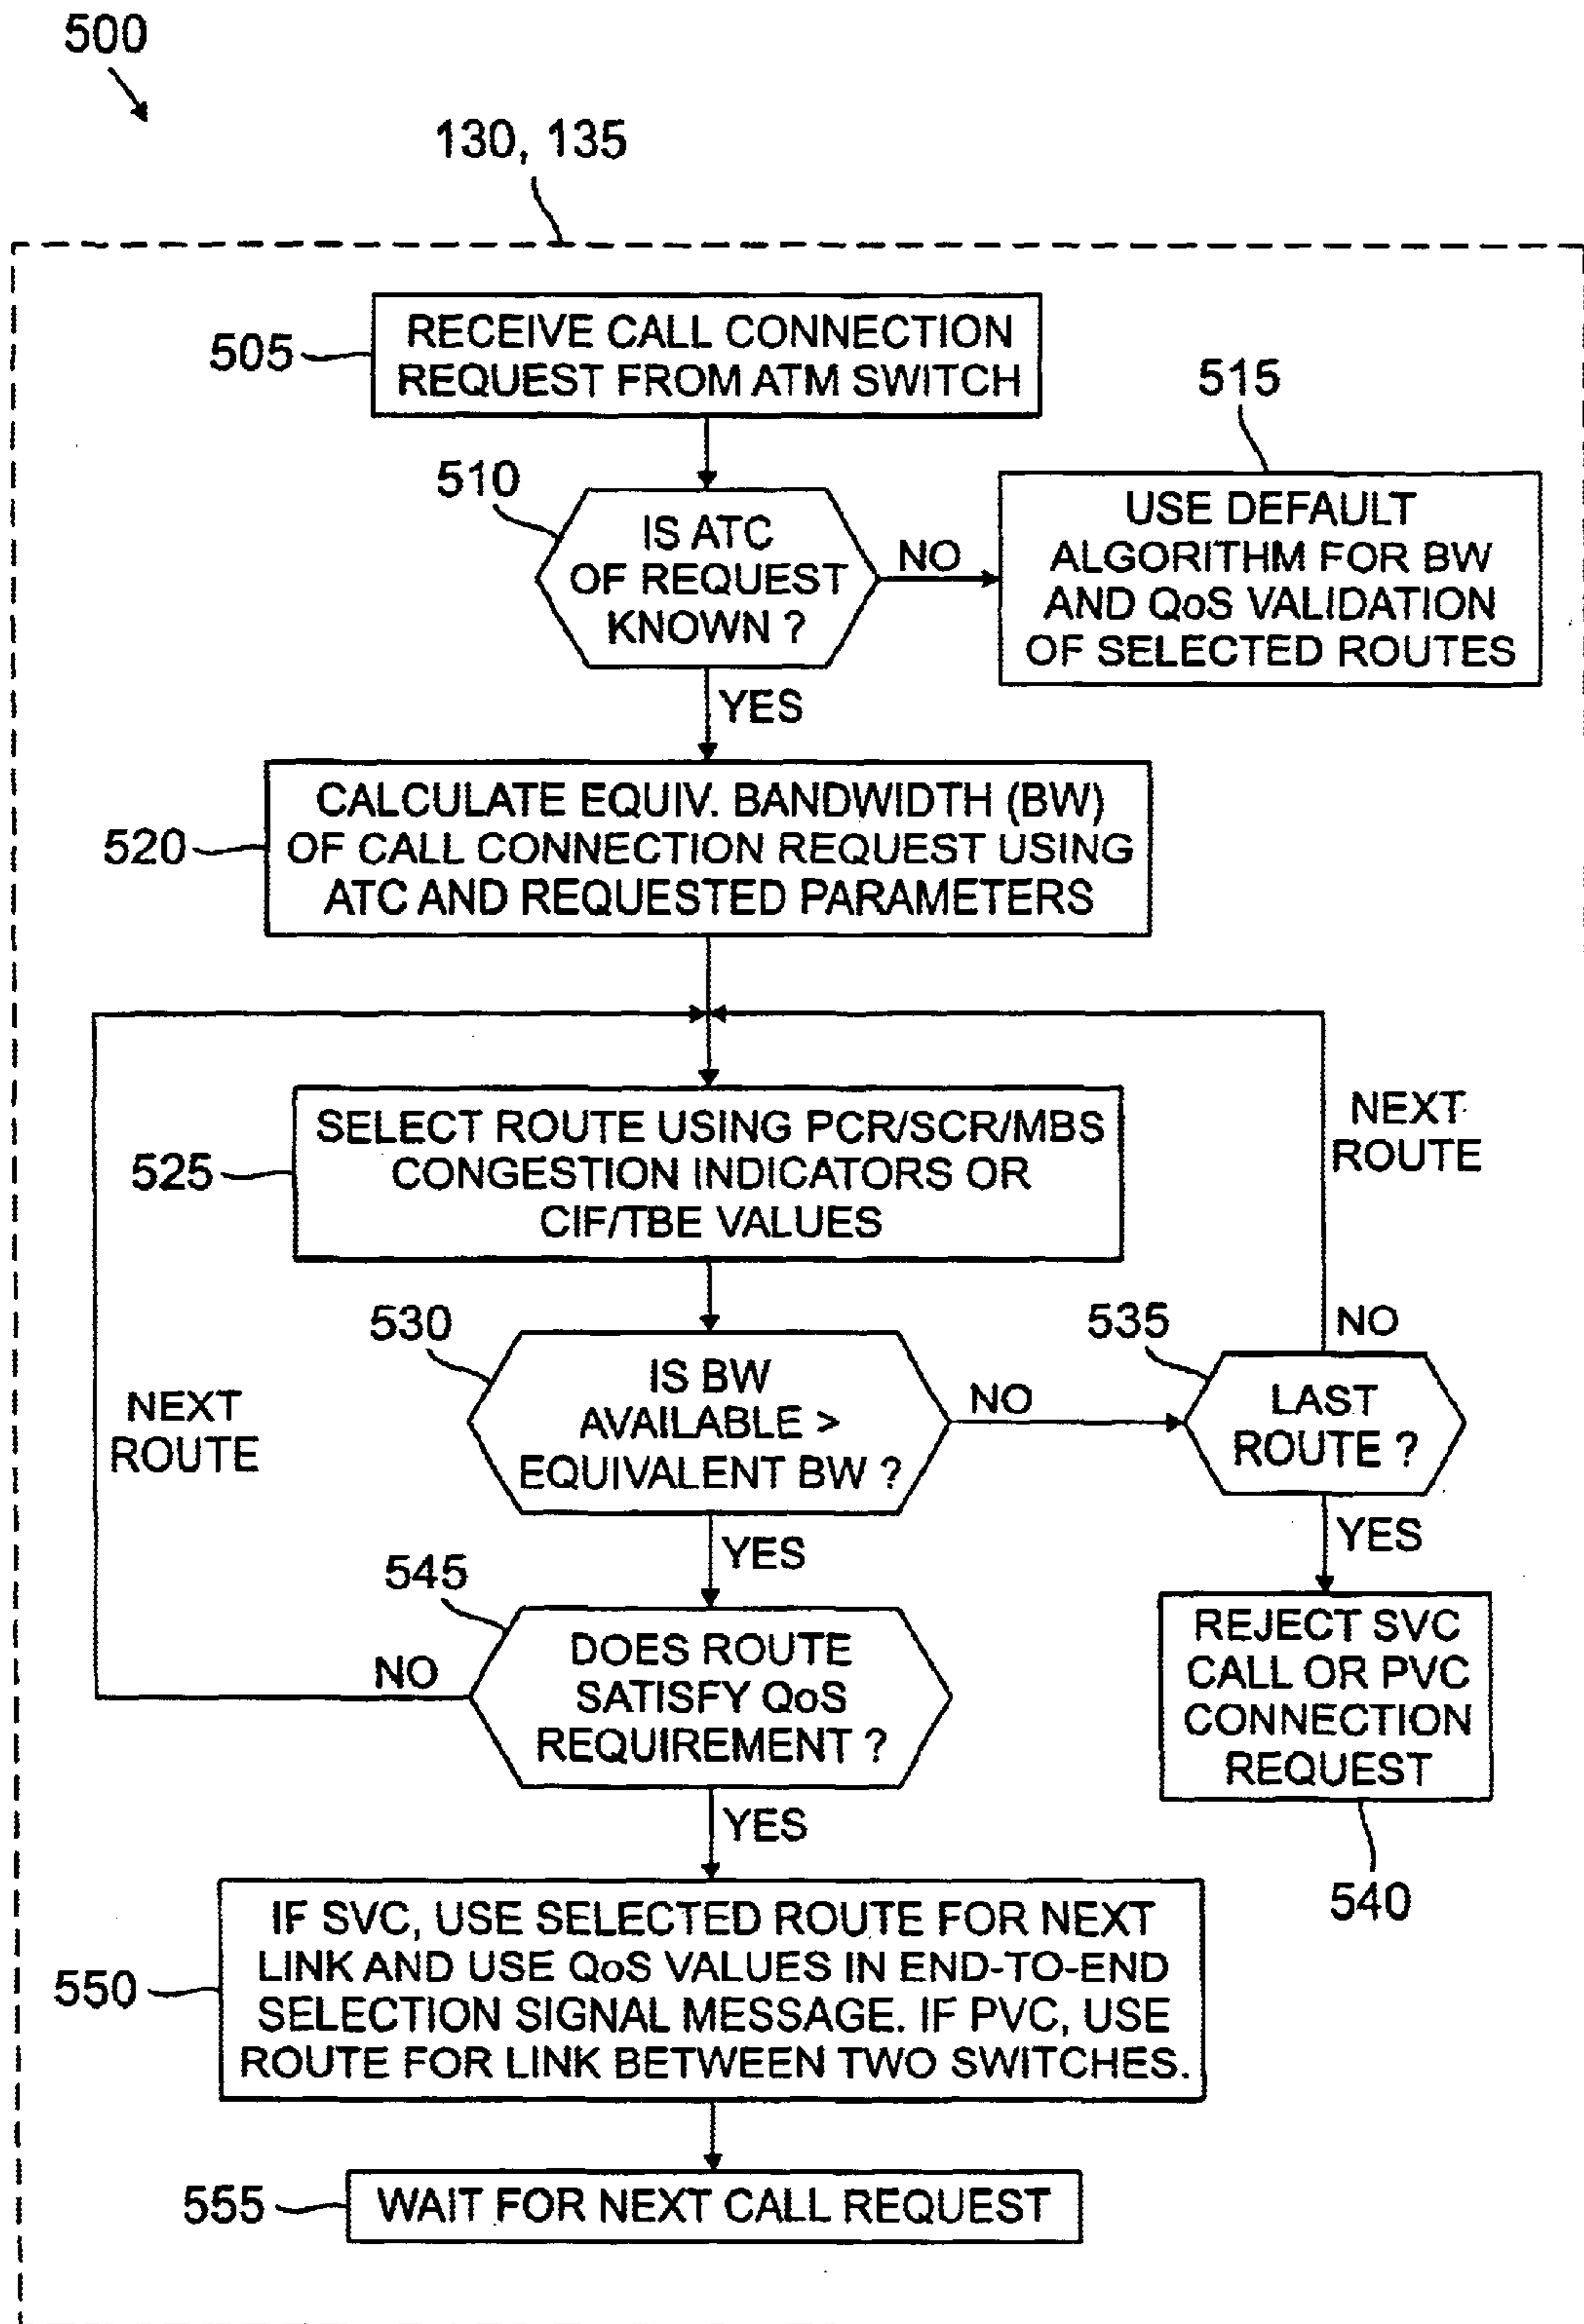 500
130, 135
505
RECEIVE CALL CONNECTION
REQUEST FROM ATM SWITCH
515
510
IS ATC
OF REQUEST
KNOWN ?
NO
USE DEFAULT
ALGORITHM FOR BW
AND QoS VALIDATION
OF SELECTED ROUTES
YES
520
CALCULATE EQUIV. BANDWIDTH (BW)
OF CALL CONNECTION REQUEST USING
ATC AND REQUESTED PARAMETERS
525
SELECT ROUTE USING PCR/SCR/MBS
CONGESTION INDICATORS OR
CIF/TBE VALUES
NEXT
ROUTE
530
IS BW
AVAILABLE >
EQUIVALENT BW ?
NO
535
NO
LAST
ROUTE ?
NEXT
ROUTE
YES
YES
545
DOES ROUTE
SATISFY QoS
REQUIREMENT ?
NO
REJECT SVC
CALL OR PVC
CONNECTION
REQUEST
540
YES
550
IF SVC, USE SELECTED ROUTE FOR NEXT
LINK AND USE QoS VALUES IN END-TO-END
SELECTION SIGNAL MESSAGE. IF PVC, USE
ROUTE FOR LINK BETWEEN TWO SWITCHES.
555
WAIT FOR NEXT CALL REQUEST